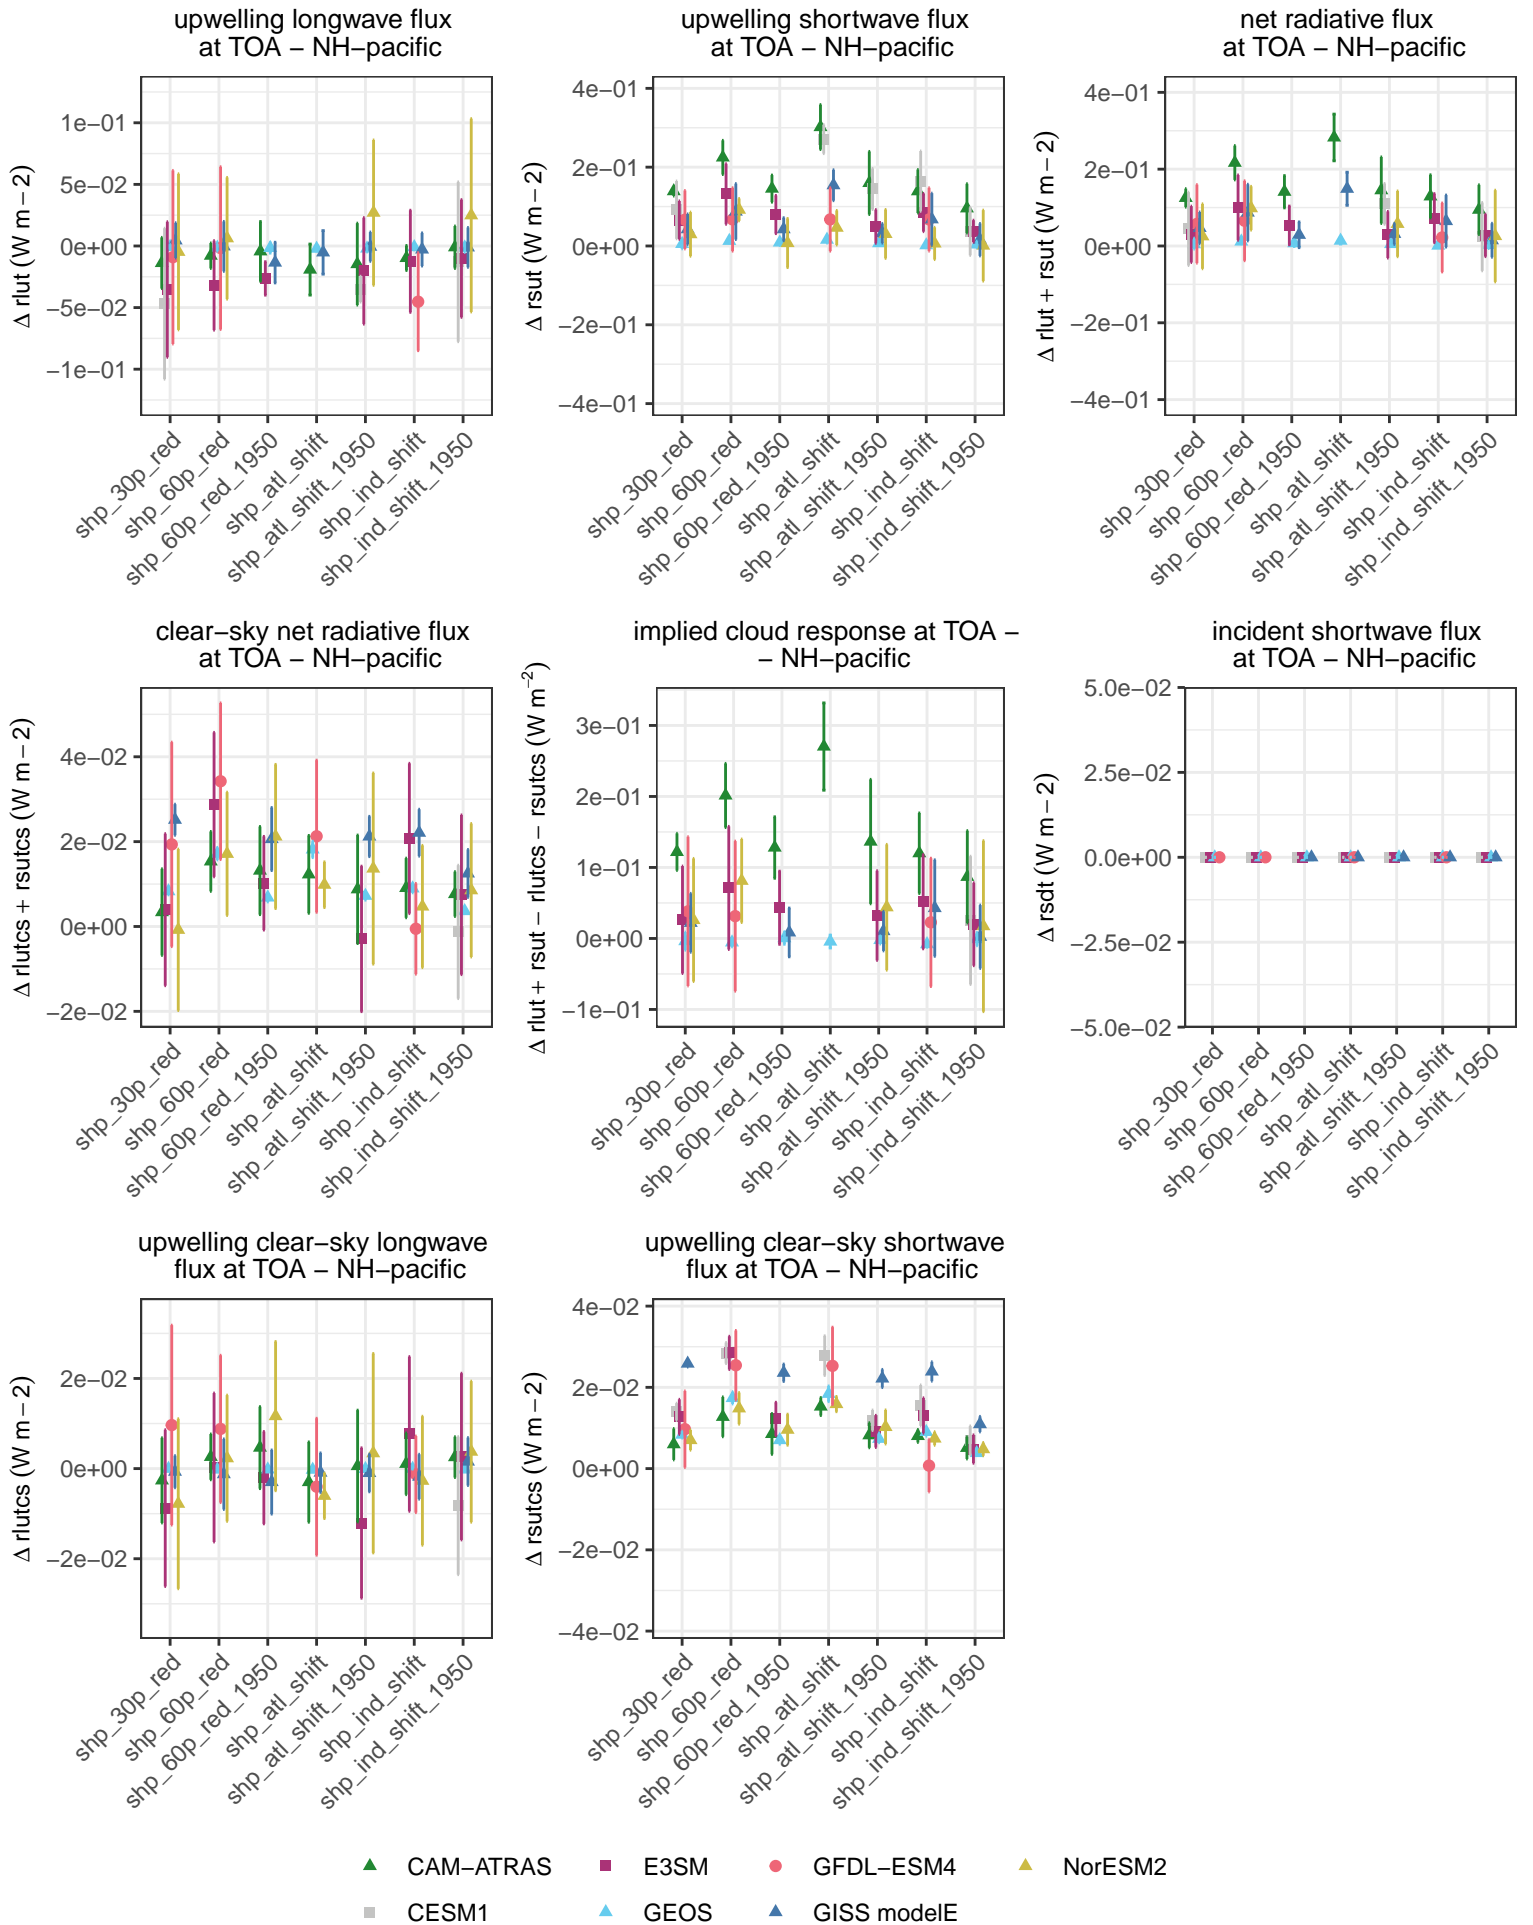 upwelling longwave flux
at TOA − NH−pacific
upwelling shortwave flux
at TOA − NH−pacific
net radiative flux
at TOA − NH−pacific
Δ rlut (W m − 2)
1e−01
5e−02
0e+00
−5e−02
−1e−01
shp_30p_red
shp_60p_red
shp_60p_red_1950
shp_atl_shift
shp_atl_shift_1950
shp_ind_shift
shp_ind_shift_1950
Δ rsut (W m − 2)
4e−01
2e−01
0e+00
−2e−01
−4e−01
shp_30p_red
shp_60p_red
shp_60p_red_1950
shp_atl_shift
shp_atl_shift_1950
shp_ind_shift
shp_ind_shift_1950
Δ rlut + rsut (W m − 2)
4e−01
2e−01
0e+00
−2e−01
−4e−01
shp_30p_red
shp_60p_red
shp_60p_red_1950
shp_atl_shift
shp_atl_shift_1950
shp_ind_shift
shp_ind_shift_1950
clear−sky net radiative flux
at TOA − NH−pacific
implied cloud response at TOA −
− NH−pacific
incident shortwave flux
at TOA − NH−pacific
Δ rlutcs + rsutcs (W m − 2)
4e−02
2e−02
0e+00
−2e−02
shp_30p_red
shp_60p_red
shp_60p_red_1950
shp_atl_shift
shp_atl_shift_1950
shp_ind_shift
shp_ind_shift_1950
Δ rlut + rsut − rlutcs − rsutcs (W m⁻²)
3e−01
2e−01
1e−01
0e+00
−1e−01
shp_30p_red
shp_60p_red
shp_60p_red_1950
shp_atl_shift
shp_atl_shift_1950
shp_ind_shift
shp_ind_shift_1950
Δ rsdt (W m − 2)
5.0e−02
2.5e−02
0.0e+00
−2.5e−02
−5.0e−02
shp_30p_red
shp_60p_red
shp_60p_red_1950
shp_atl_shift
shp_atl_shift_1950
shp_ind_shift
shp_ind_shift_1950
upwelling clear−sky longwave
flux at TOA − NH−pacific
upwelling clear−sky shortwave
flux at TOA − NH−pacific
Δ rlutcs (W m − 2)
2e−02
0e+00
−2e−02
shp_30p_red
shp_60p_red
shp_60p_red_1950
shp_atl_shift
shp_atl_shift_1950
shp_ind_shift
shp_ind_shift_1950
Δ rsutcs (W m − 2)
4e−02
2e−02
0e+00
−2e−02
−4e−02
shp_30p_red
shp_60p_red
shp_60p_red_1950
shp_atl_shift
shp_atl_shift_1950
shp_ind_shift
shp_ind_shift_1950
CAM−ATRAS
E3SM
GFDL−ESM4
NorESM2
CESM1
GEOS
GISS modelE